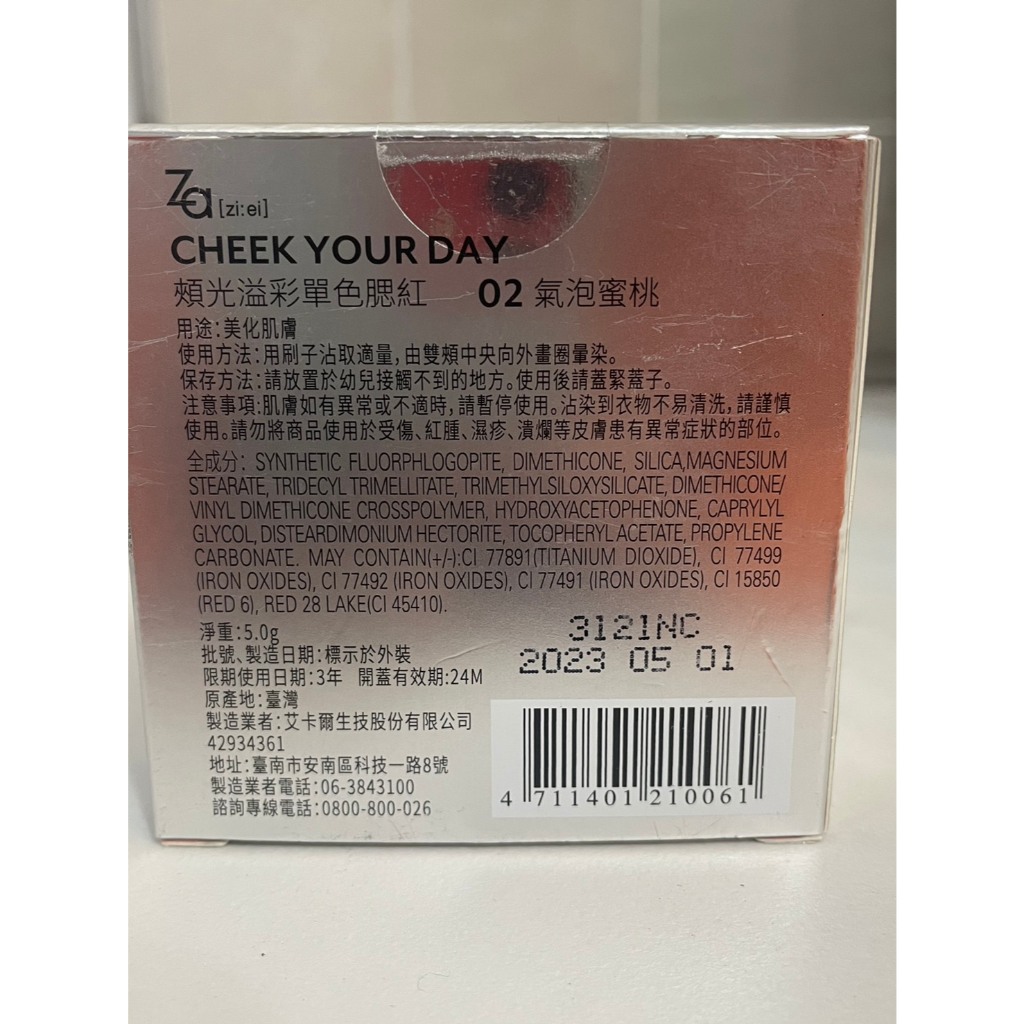 Za [zi:ei]
CHEEK YOUR DAY
頰光溢彩單色腮紅 02 氣泡蜜桃
用途:美化肌膚
使用方法:用刷子沾取適量,由雙頰中央向外畫圈暈染。
保存方法:請放置於幼兒接觸不到的地方。使用後請蓋緊蓋子。
注意事項:肌膚如有異常或不適時,請暫停使用。沾染到衣物不易清洗,請謹慎
使用。請勿將商品使用於受傷、紅腫、濕疹、潰爛等皮膚患有異常症狀的部位。
全成分: SYNTHETIC FLUORPHLOGOPITE, DIMETHICONE, SILICA,MAGNESIUM
STEARATE, TRIDECYL TRIMELLITATE, TRIMETHYLSILOXYSILICATE, DIMETHICONE/
VINYL DIMETHICONE CROSSPOLYMER, HYDROXYACETOPHENONE, CAPRYLYL
GLYCOL, DISTEARDIMONIUM HECTORITE, TOCOPHERYL ACETATE, PROPYLENE
CARBONATE. MAY CONTAIN(+/-):CI 77891(TITANIUM DIOXIDE), CI 77499
(IRON OXIDES), CI 77492 (IRON OXIDES), CI 77491 (IRON OXIDES), CI 15850
(RED 6), RED 28 LAKE(CI 45410).
淨重:5.0g
批號、製造日期:標示於外裝
限期使用日期:3年 開蓋有效期:24M
原產地:臺灣
製造業者:艾卡爾生技股份有限公司
42934361
地址:臺南市安南區科技一路8號
製造業者電話:06-3843100
諮詢專線電話:0800-800-026
3121NC
2023 05 01
4 711401 210061